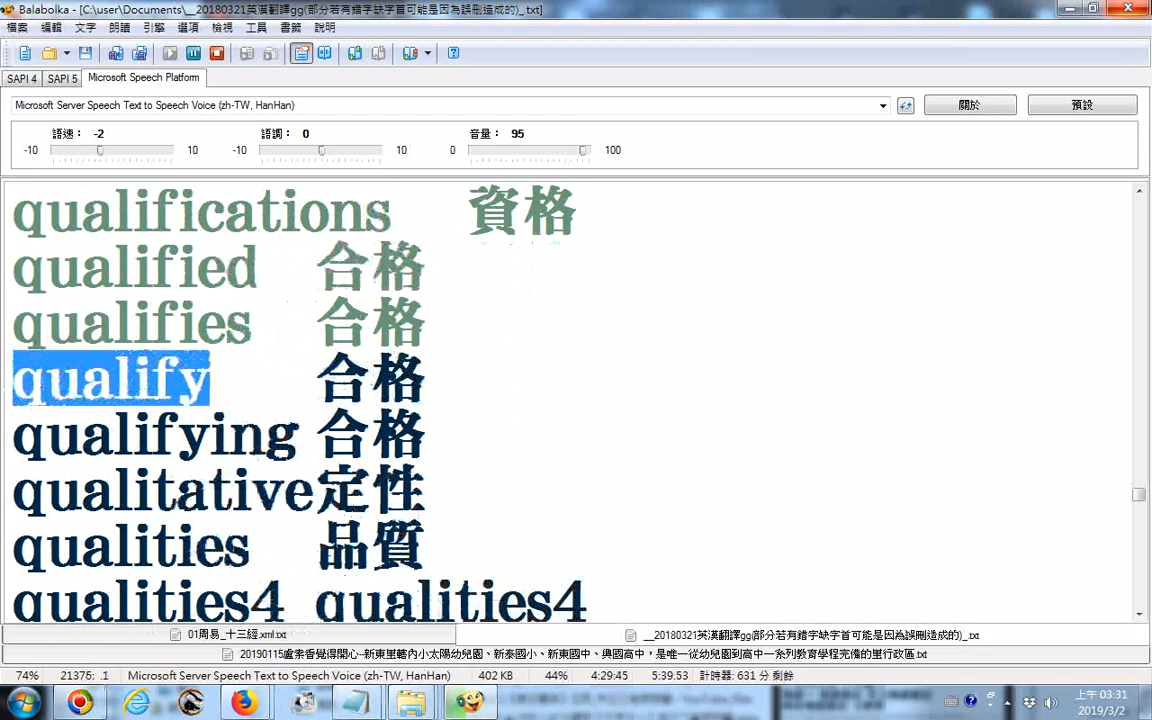 Balabolka - [C:\user\Documents\__20180321英漢翻譯gg(部分若有錯字缺字首可能是因為誤刪造成的)_.txt]
檔案 編輯 文字 朗讀 引擎 選項 檢視 工具 書籤 說明
SAPI 4 SAPI 5 Microsoft Speech Platform
Microsoft Server Speech Text to Speech Voice (zh-TW, HanHan) 關於 預設
語速： -2 語調： 0 音量： 95
-10 10 -10 10 0 100
qualifications 資格
qualified 合格
qualifies 合格
qualify 合格
qualifying 合格
qualitative定性
qualities 品質
qualities4 qualities4
01周易_十三經.xml.txt __20180321英漢翻譯gg(部分若有錯字缺字首可能是因為誤刪造成的)_.txt
20190115盧素香覺得開心-新東里轄內小太陽幼兒園、新泰國小、新東國中、興國高中，是唯一從幼兒園到高中一系列教育學程完備的里行政區.txt
74% 21375: .1 Microsoft Server Speech Text to Speech Voice (zh-TW, HanHan) 402 KB 44% 4:29:45 5:39.53 計時器: 631 分 剩餘
上午 03:31
2019/3/2